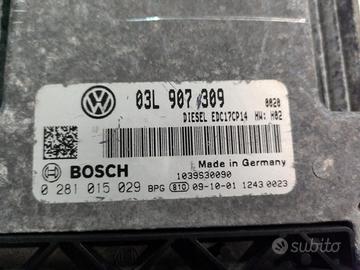 03L 907 309
0020
DIESEL EDC17CP14 HW: H02
BOSCH
Made in Germany
1039S30090
0 281 015 029 BPG 810 09-10-01 1243 0023
subito